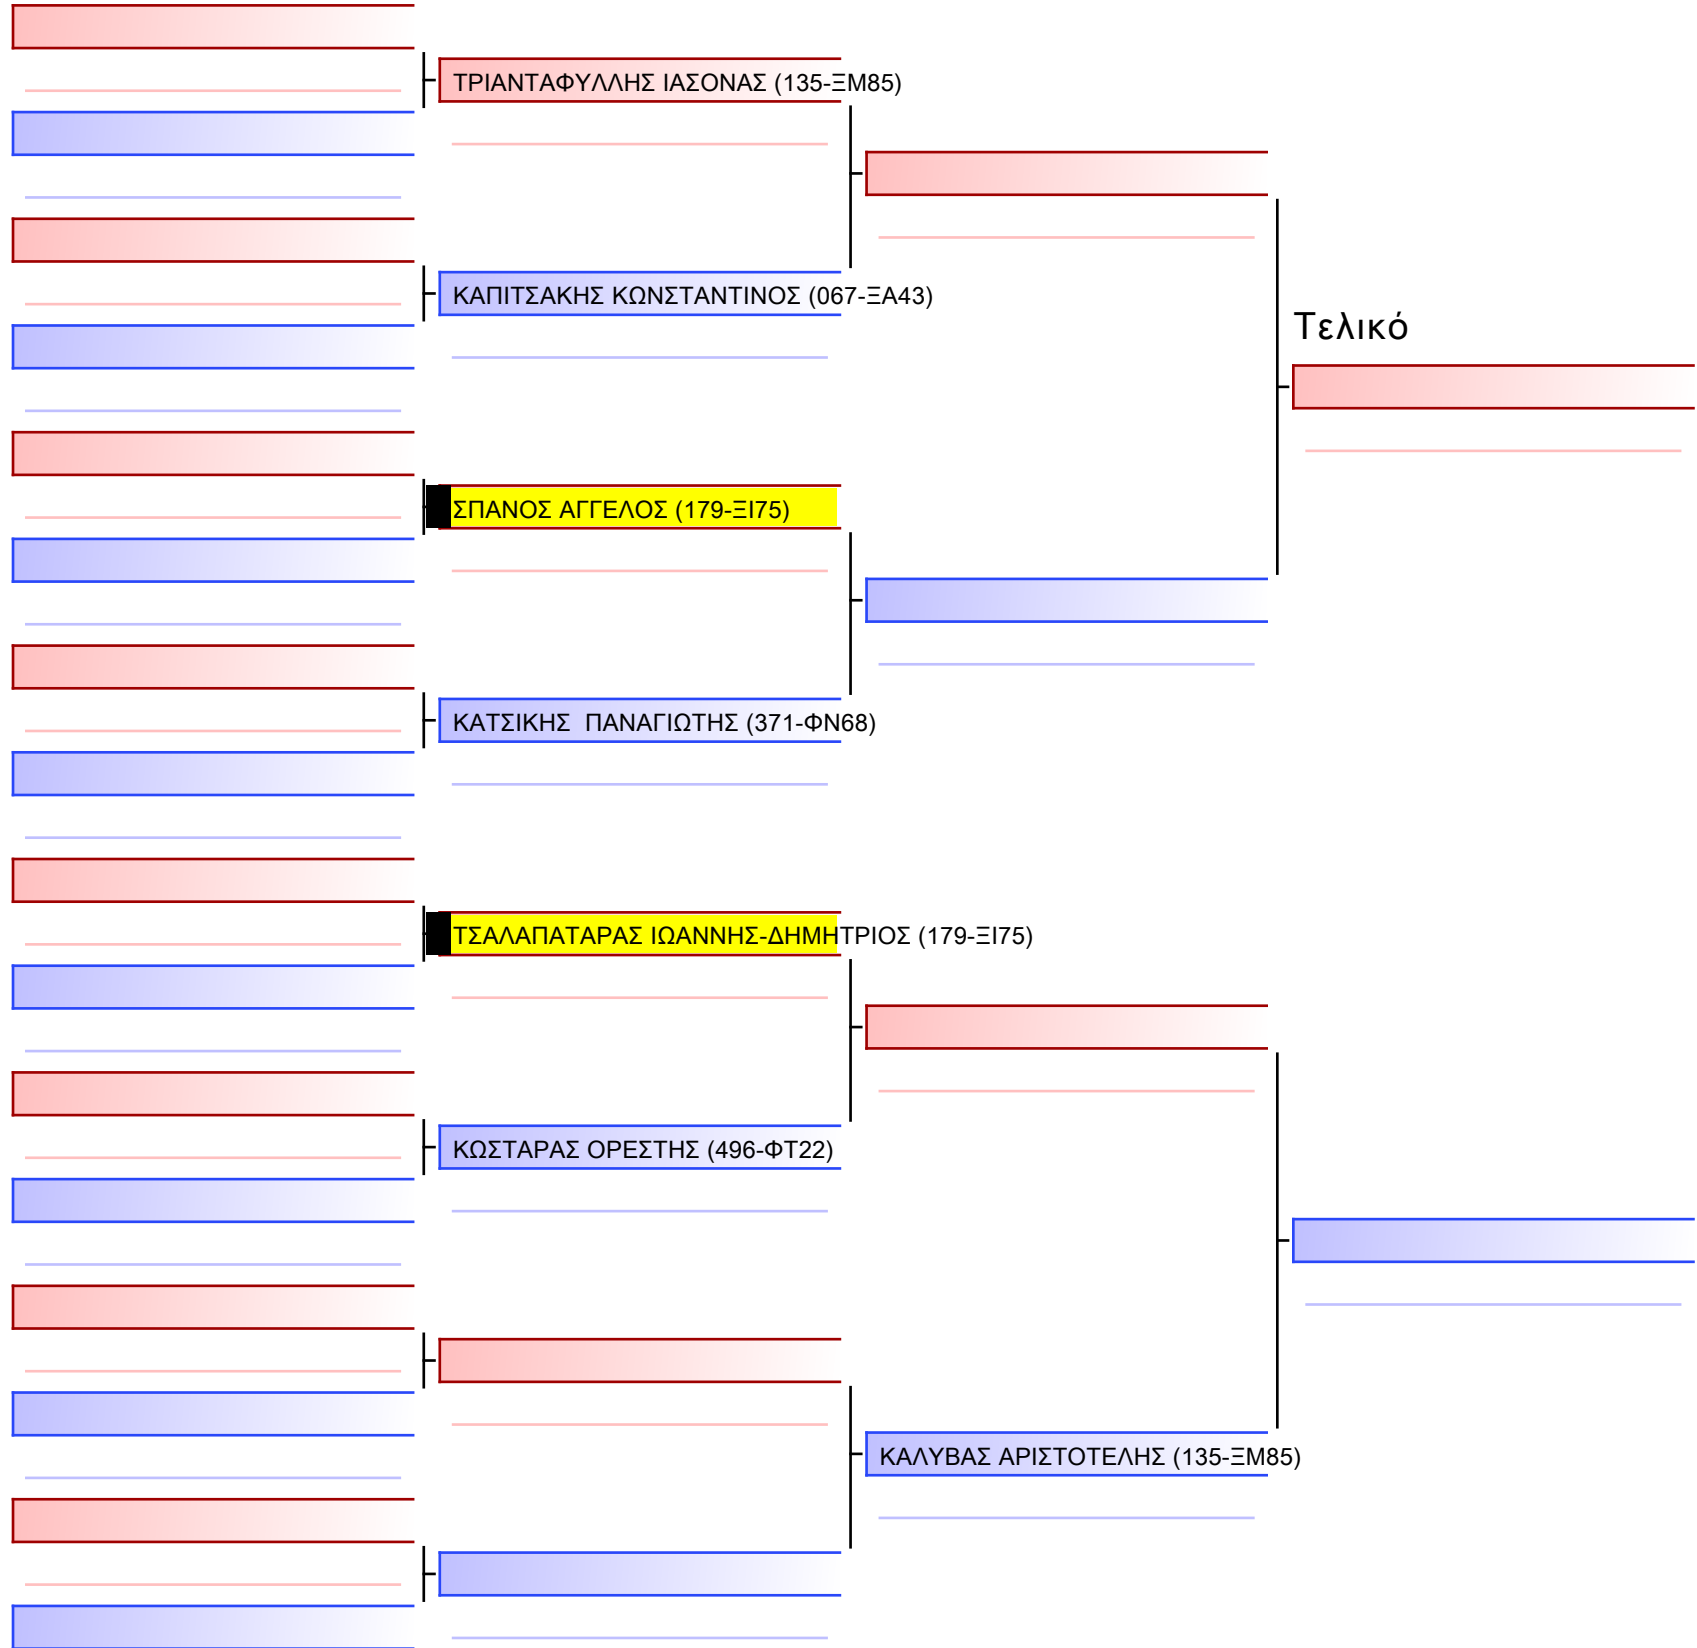 ΤΡΙΑΝΤΑΦΥΛΛΗΣ ΙΑΣΟΝΑΣ (135-ΞΜ85)
ΚΑΠΙΤΣΑΚΗΣ ΚΩΝΣΤΑΝΤΙΝΟΣ (067-ΞΑ43)
Τελικό
ΣΠΑΝΟΣ ΑΓΓΕΛΟΣ (179-ΞΙ75)
ΚΑΤΣΙΚΗΣ  ΠΑΝΑΓΙΩΤΗΣ (371-ΦΝ68)
ΤΣΑΛΑΠΑΤΑΡΑΣ ΙΩΑΝΝΗΣ-ΔΗΜΗΤΡΙΟΣ (179-ΞΙ75)
ΚΩΣΤΑΡΑΣ ΟΡΕΣΤΗΣ (496-ΦΤ22)
ΚΑΛΥΒΑΣ ΑΡΙΣΤΟΤΕΛΗΣ (135-ΞΜ85)